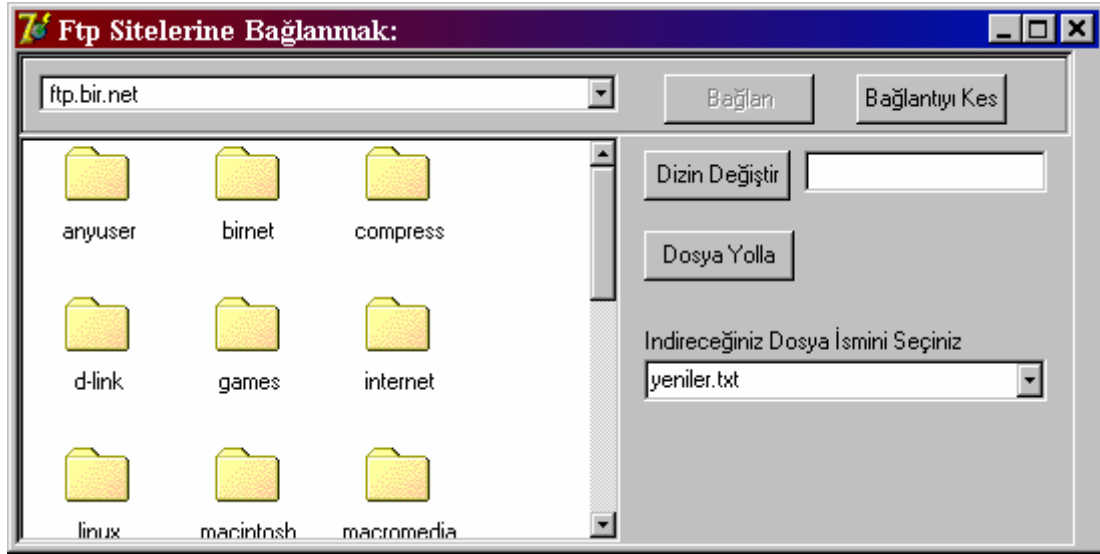 Ftp Sitelerine Bağlanmak:
ftp.bir.net
Bağlan
Bağlantıyı Kes
anyuser birnet compress
Dizin Değiştir
Dosya Yolla
d-link games internet
Indireceğiniz Dosya İsmini Seçiniz
yeniler.txt
linux macintosh macromedia